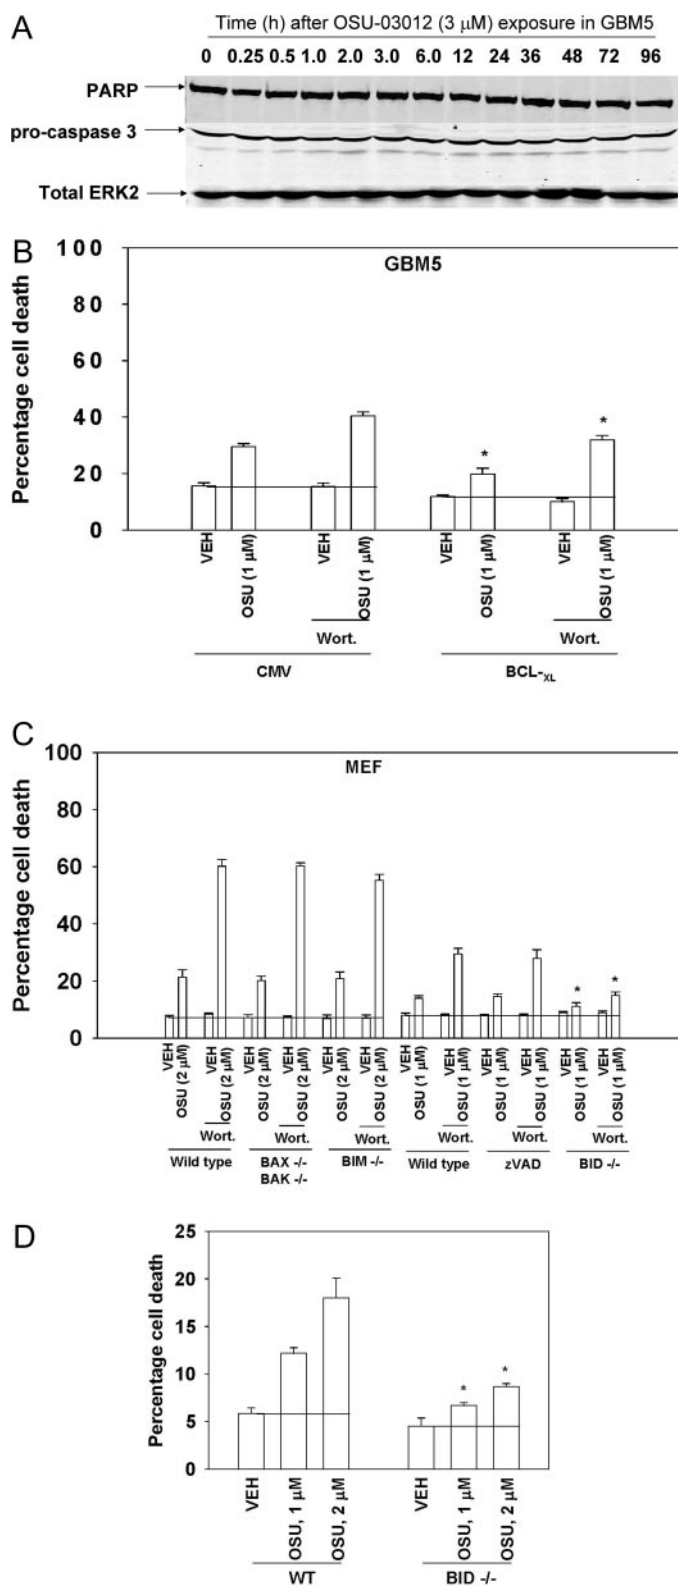 A
Time (h) after OSU-03012 (3 μM) exposure in GBM5
0 0.25 0.5 1.0 2.0 3.0 6.0 12 24 36 48 72 96
PARP
pro-caspase 3
Total ERK2
B
GBM5
Percentage cell death
100
80
60
40
20
0
* *
VEH OSU (1 μM) VEH OSU (1 μM) VEH OSU (1 μM) VEH OSU (1 μM)
Wort. Wort.
CMV BCL-XL
C
MEF
Percentage cell death
100
80
60
40
20
0
* *
VEH OSU (2 μM) VEH OSU (2 μM) VEH OSU (2 μM) VEH OSU (2 μM) VEH OSU (2 μM) VEH OSU (2 μM) VEH OSU (1 μM) VEH OSU (1 μM) VEH OSU (1 μM) VEH OSU (1 μM) VEH OSU (1 μM) VEH OSU (1 μM)
Wort. Wort. Wort. Wort. Wort. Wort.
Wild type BAX -/- BIM -/- Wild type zVAD BID -/-
BAK -/-
D
Percentage cell death
25
20
15
10
5
0
* *
VEH OSU, 1 μM OSU, 2 μM VEH OSU, 1 μM OSU, 2 μM
WT BID -/-